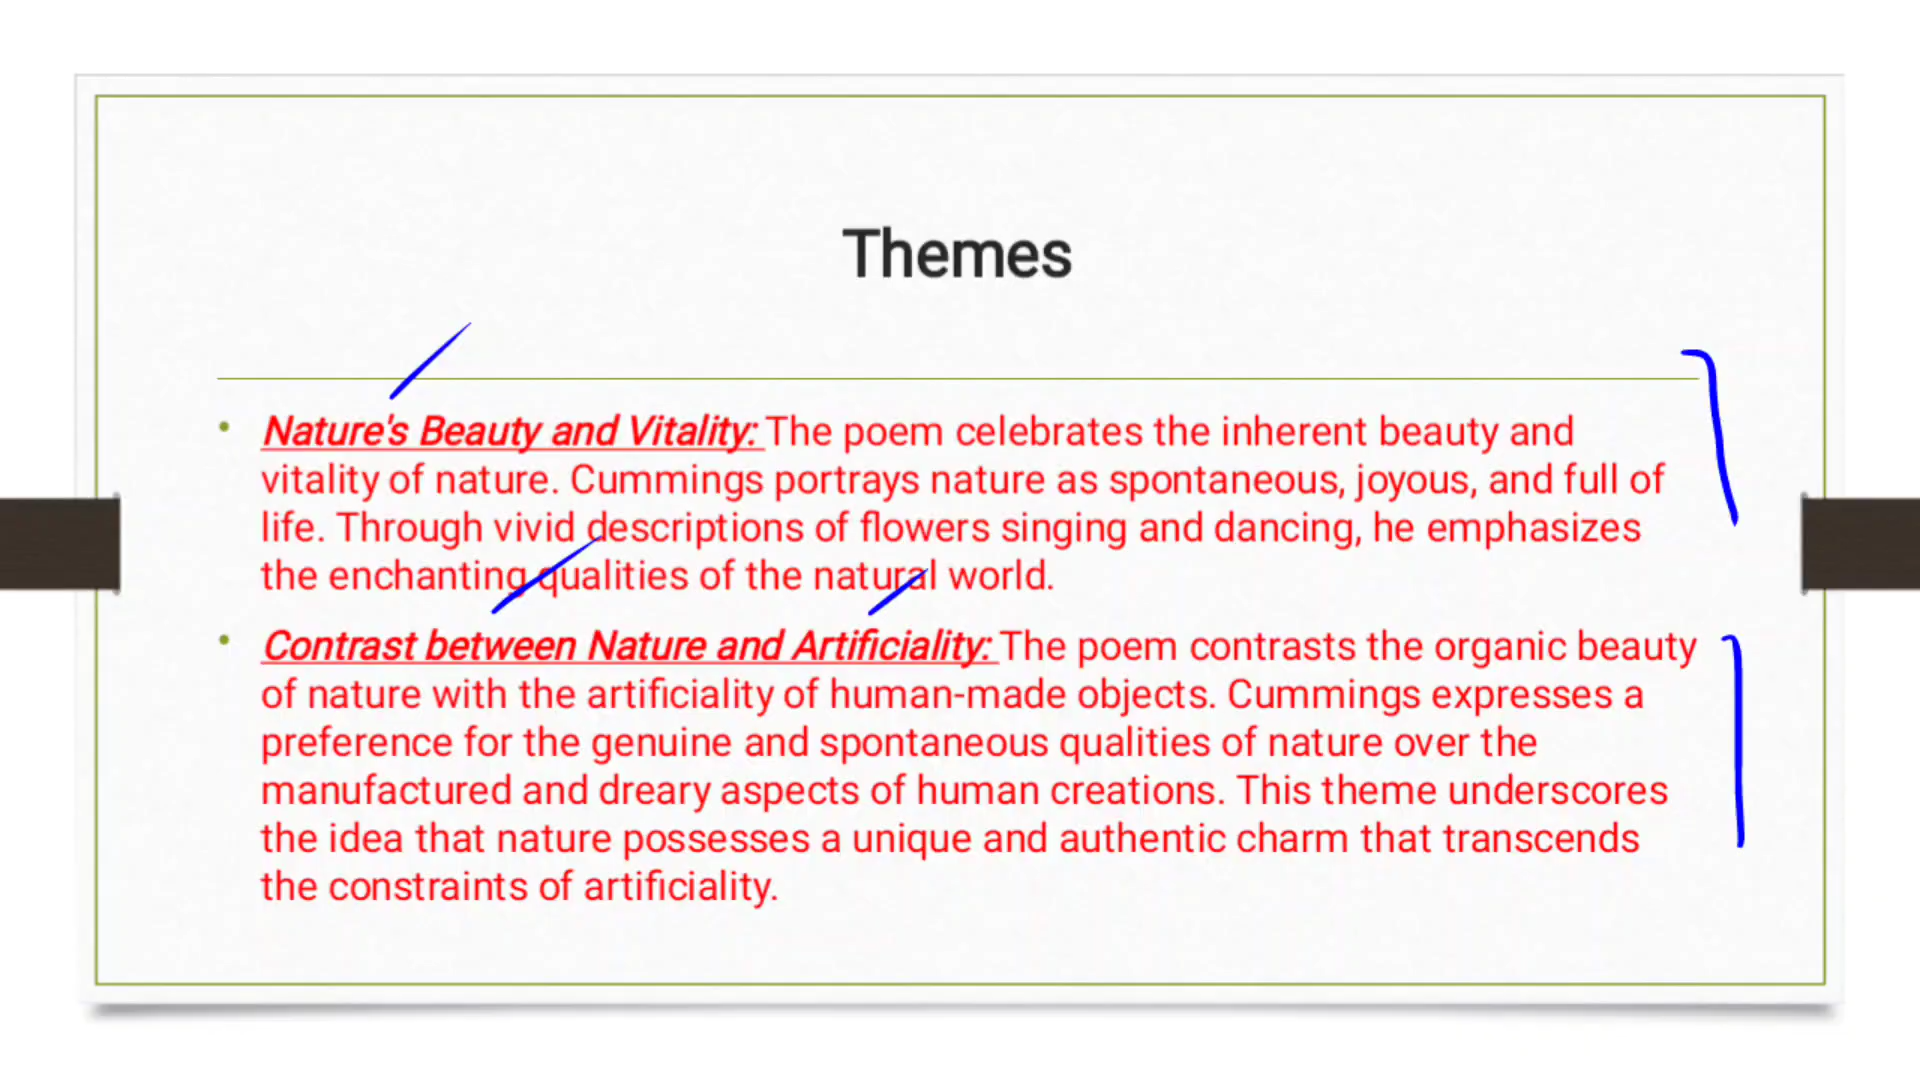 Themes
• Nature's Beauty and Vitality: The poem celebrates the inherent beauty and
vitality of nature. Cummings portrays nature as spontaneous, joyous, and full of
life. Through vivid descriptions of flowers singing and dancing, he emphasizes
the enchanting qualities of the natural world.
• Contrast between Nature and Artificiality: The poem contrasts the organic beauty
of nature with the artificiality of human-made objects. Cummings expresses a
preference for the genuine and spontaneous qualities of nature over the
manufactured and dreary aspects of human creations. This theme underscores
the idea that nature possesses a unique and authentic charm that transcends
the constraints of artificiality.